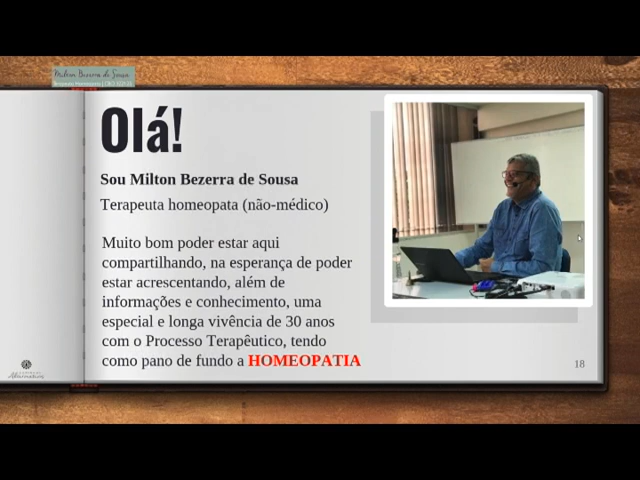 Milton Bezerra de Sousa
Olá!
Sou Milton Bezerra de Sousa
Terapeuta homeopata (não-médico)
Muito bom poder estar aqui
compartilhando, na esperança de poder
estar acrescentando, além de
informações e conhecimento, uma
especial e longa vivência de 30 anos
com o Processo Terapêutico, tendo
como pano de fundo a HOMEOPATIA
18